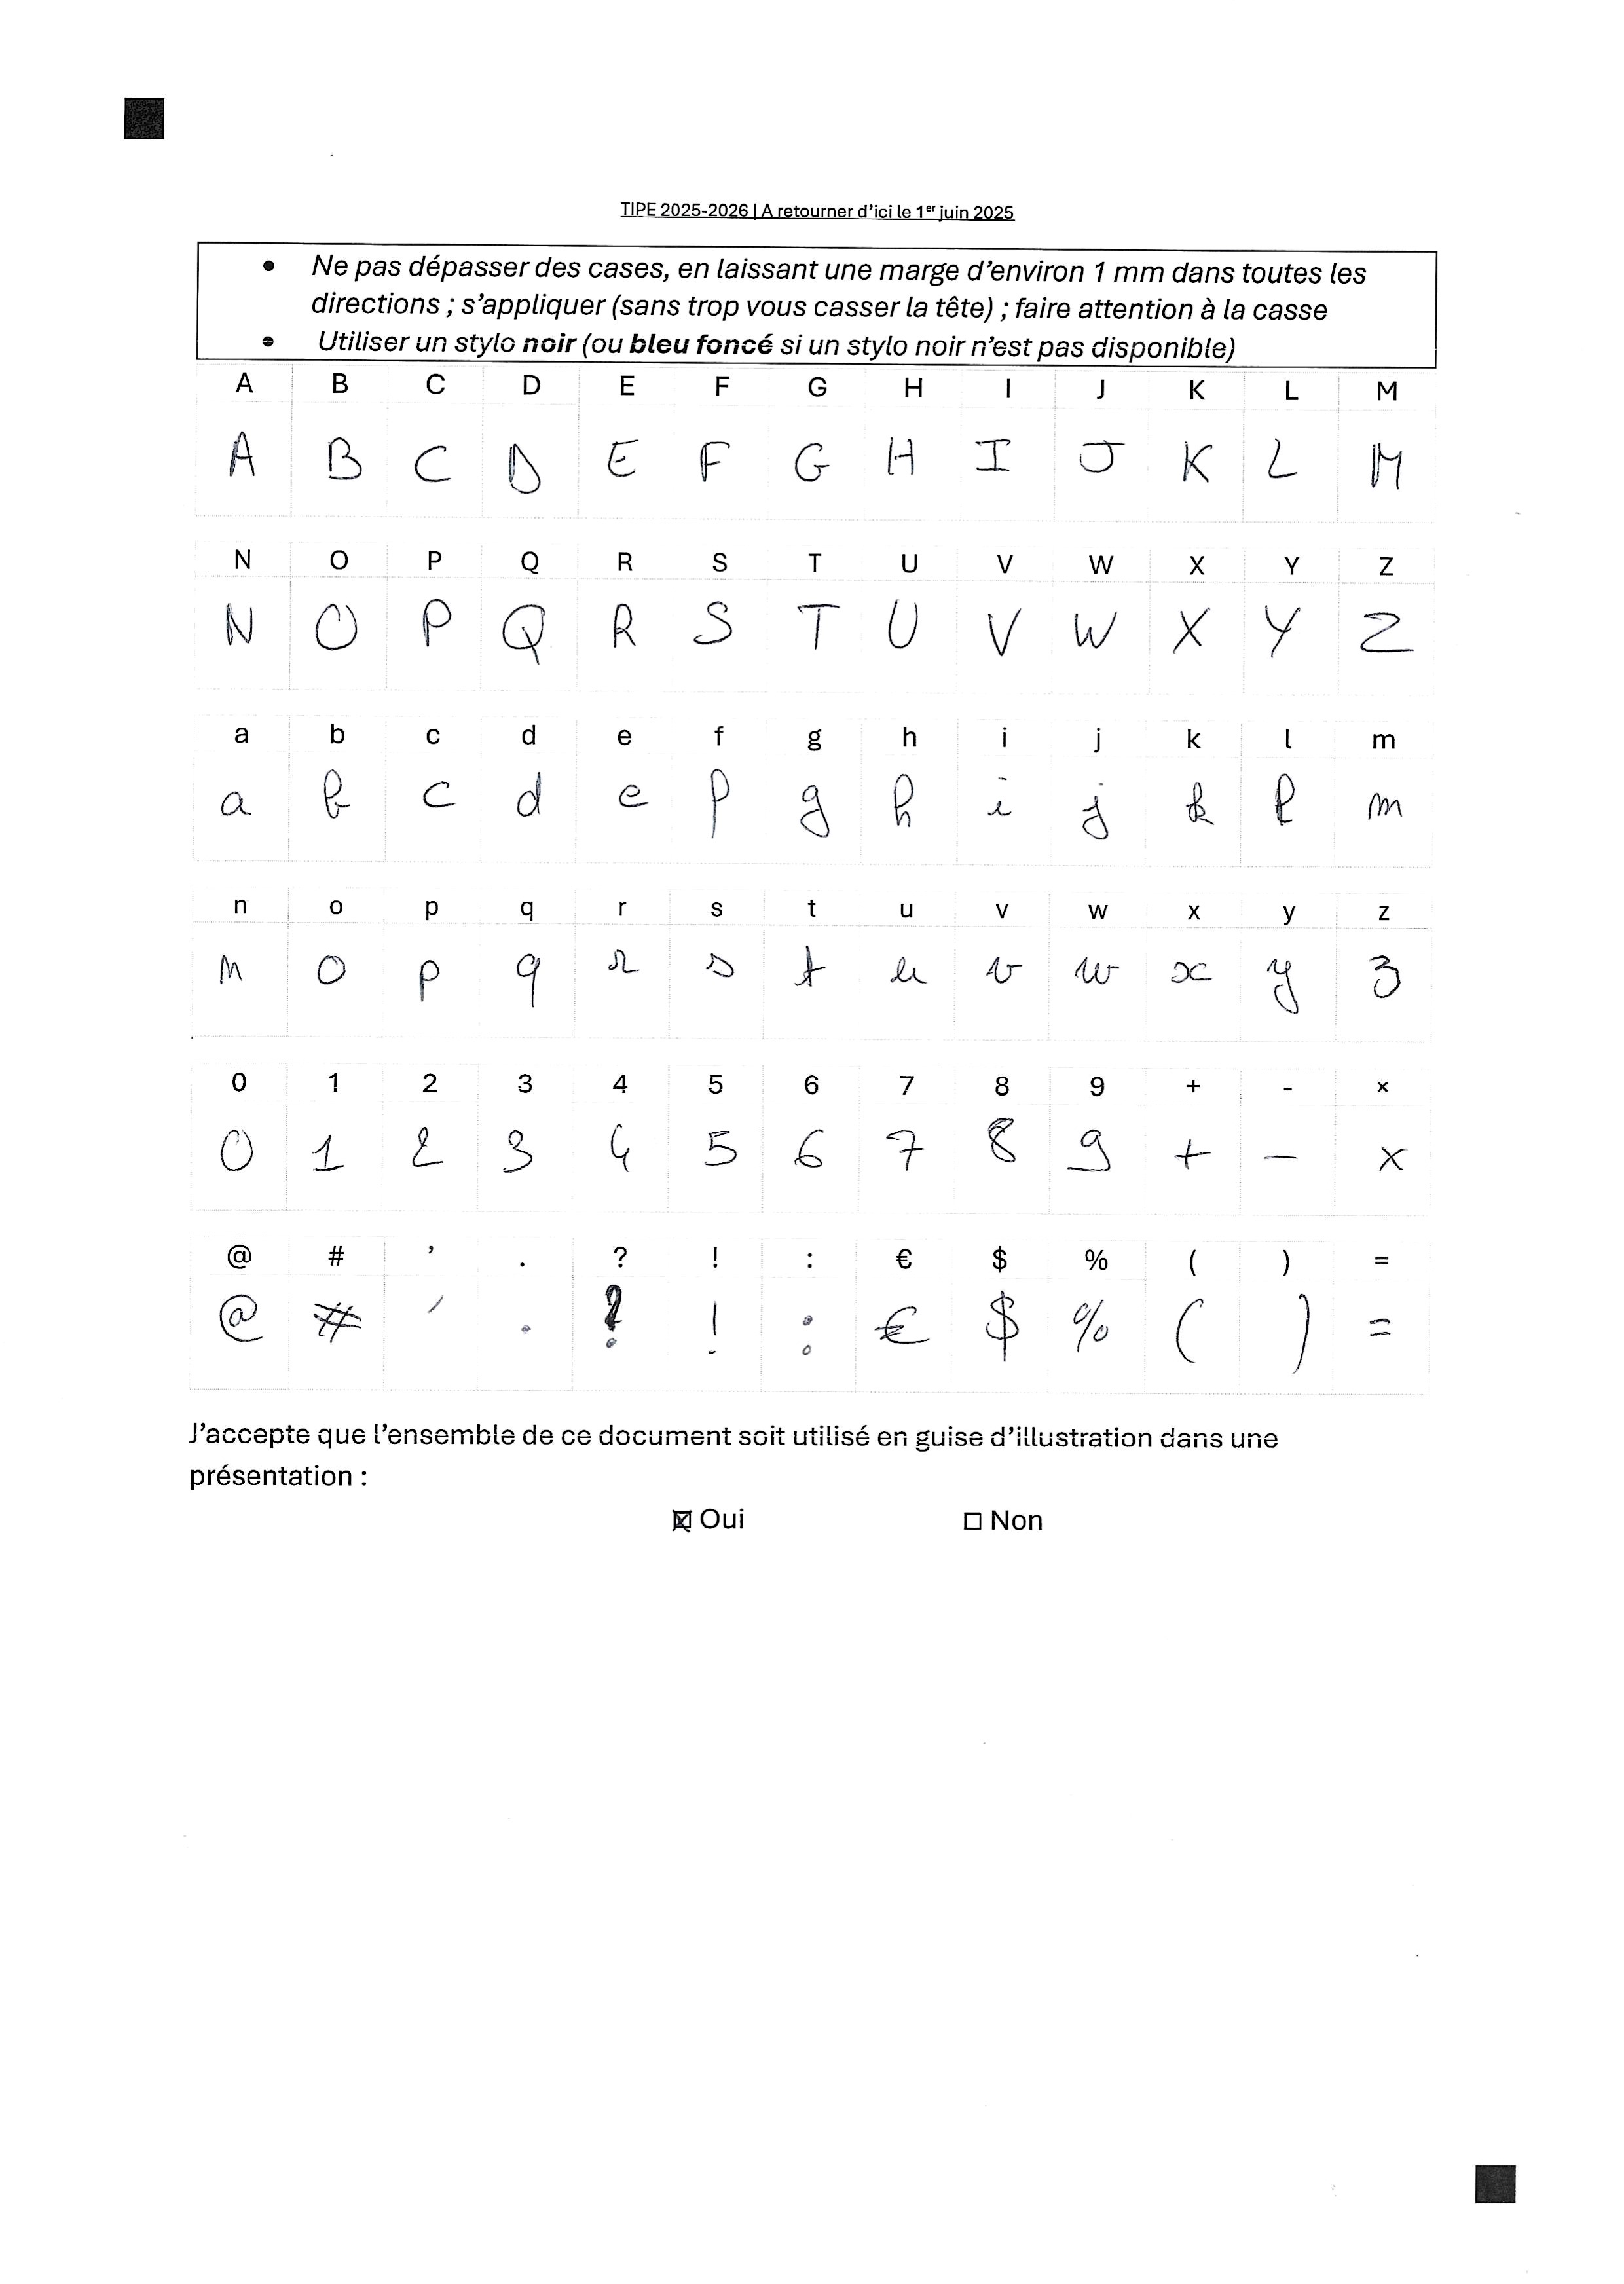 TIPE 2025-2026 | A retourner d'ici le 1er juin 2025
• Ne pas dépasser des cases, en laissant une marge d'environ 1 mm dans toutes les
directions ; s'appliquer (sans trop vous casser la tête) ; faire attention à la casse
• Utiliser un stylo noir (ou bleu foncé si un stylo noir n'est pas disponible)
A B C D E F G H I J K L M
A B C D E F G H I J K L M
N O P Q R S T U V W X Y Z
N O P Q R S T U V W X Y Z
a b c d e f g h i j k l m
a b c d e f g h i j k l m
n o p q r s t u v w x y z
n o p q r s t u v w x y z
0 1 2 3 4 5 6 7 8 9 + - ×
0 1 2 3 4 5 6 7 8 9 + - ×
@ # ’ . ? ! : € $ % ( ) =
@ # ' . ? ! : € $ % ( ) =
J'accepte que l'ensemble de ce document soit utilisé en guise d'illustration dans une
présentation :
☒ Oui ☐ Non